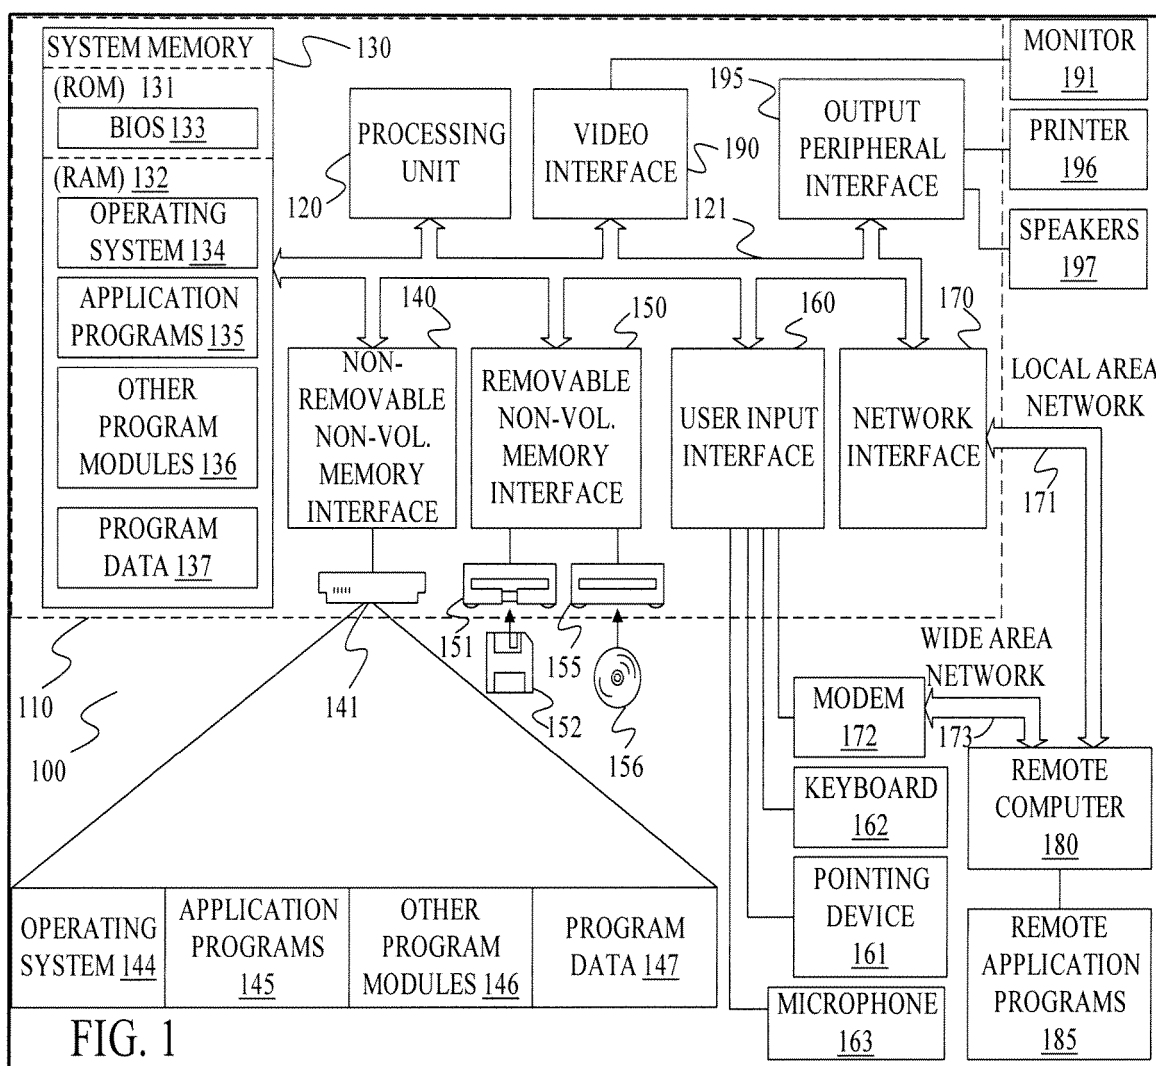 SYSTEM MEMORY
130
(ROM) 131
BIOS 133
(RAM) 132
OPERATING
SYSTEM 134
APPLICATION
PROGRAMS 135
OTHER
PROGRAM
MODULES 136
PROGRAM
DATA 137
PROCESSING
UNIT
120
VIDEO
INTERFACE
190
195
OUTPUT
PERIPHERAL
INTERFACE
121
MONITOR
191
PRINTER
196
SPEAKERS
197
140
NON-
REMOVABLE
NON-VOL.
MEMORY
INTERFACE
150
REMOVABLE
NON-VOL.
MEMORY
INTERFACE
160
USER INPUT
INTERFACE
170
NETWORK
INTERFACE
LOCAL AREA
NETWORK
171
141
151
152
155
156
110
100
WIDE AREA
NETWORK
173
MODEM
172
KEYBOARD
162
POINTING
DEVICE
161
MICROPHONE
163
REMOTE
COMPUTER
180
REMOTE
APPLICATION
PROGRAMS
185
OPERATING
SYSTEM 144
APPLICATION
PROGRAMS
145
OTHER
PROGRAM
MODULES 146
PROGRAM
DATA 147
FIG. 1